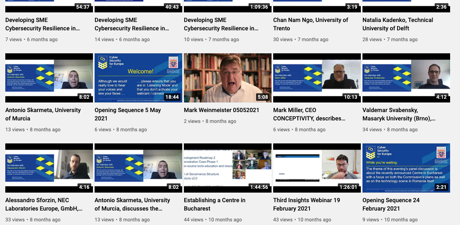 54:37
40:43
1:09:36
3:19
2:36
Developing SME
Cybersecurity Resilience in...
7 views • 6 months ago
Developing SME
Cybersecurity Resilience in...
14 views • 6 months ago
Developing SME
Cybersecurity Resilience in...
10 views • 7 months ago
Chan Nam Ngo, University of
Trento
30 views • 7 months ago
Natalia Kadenko, Technical
University of Delft
28 views • 7 months ago
8:02
Welcome!
18:44
5:08
10:13
4:12
Antonio Skarmeta, University
of Murcia
13 views • 8 months ago
Opening Sequence 5 May
2021
6 views • 8 months ago
Mark Weinmeister 05052021
2 views • 8 months ago
Mark Miller, CEO
CONCEPTIVITY, describes...
6 views • 8 months ago
Valdemar Svabensky,
Masaryk University (Brno),...
34 views • 8 months ago
4:16
8:02
1:44:56
1:26:01
2:21
Alessandro Sforzin, NEC
Laboratories Europe, GmbH,...
33 views • 8 months ago
Antonio Skarmeta, University
of Murcia, discusses the...
13 views • 8 months ago
Establishing a Centre in
Bucharest
44 views • 10 months ago
Third Insights Webinar 19
February 2021
43 views • 10 months ago
Opening Sequence 24
February 2021
9 views • 10 months ago